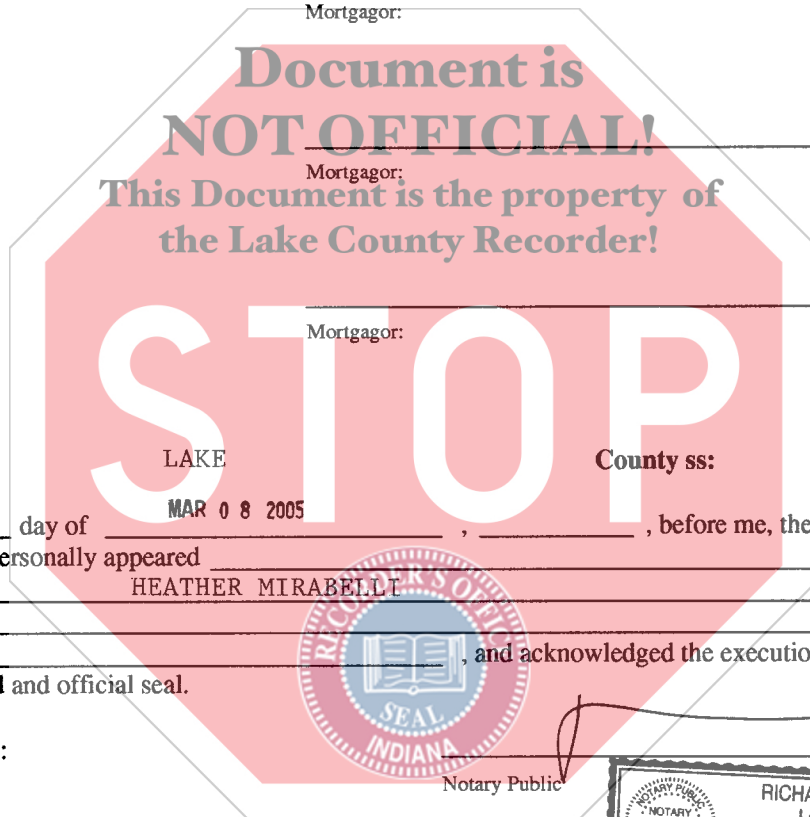 Mortgagor:
Document is
NOT OFFICIAL!
Mortgagor:
This Document is the property of
the Lake County Recorder!
Mortgagor:
STOP
LAKE County ss:
MAR 08 2005
day of , , before me, the
ersonally appeared
HEATHER MIRABELLI
, and acknowledged the executio
d and official seal.
RECORDER'S OFFICE
SEAL
INDIANA
:
Notary Public
NOTARY PUBLIC
NOTARY
RICHA